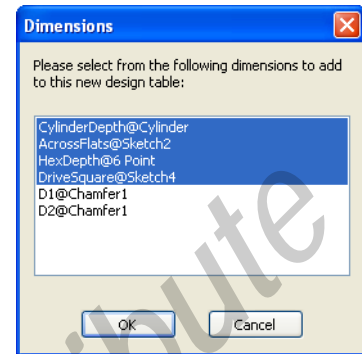 Dimensions
Please select from the following dimensions to add
to this new design table:
CylinderDepth@Cylinder
AcrossFlats@Sketch2
HexDepth@6 Point
DriveSquare@Sketch4
D1@Chamfer1
D2@Chamfer1
OK
Cancel